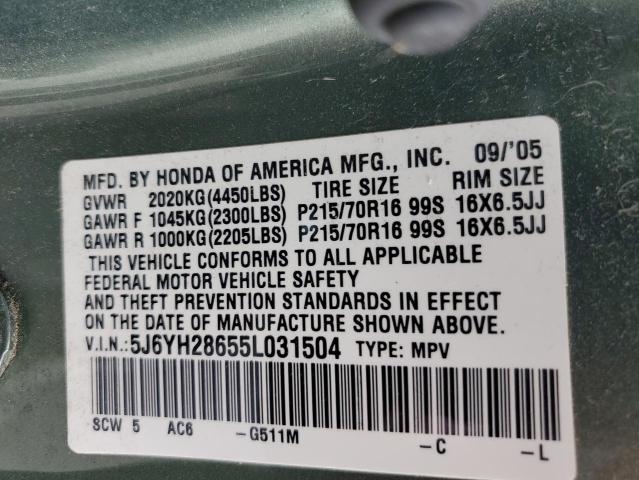 MFD. BY HONDA OF AMERICA MFG., INC. 09/'05
GVWR 2020KG(4450LBS) TIRE SIZE RIM SIZE
GAWR F 1045KG(2300LBS) P215/70R16 99S 16X6.5JJ
GAWR R 1000KG(2205LBS) P215/70R16 99S 16X6.5JJ
THIS VEHICLE CONFORMS TO ALL APPLICABLE
FEDERAL MOTOR VEHICLE SAFETY
AND THEFT PREVENTION STANDARDS IN EFFECT
ON THE DATE OF MANUFACTURE SHOWN ABOVE.
V.I.N.:5J6YH28655L031504 TYPE: MPV
SCW 5 AC6 -G511M -C -L